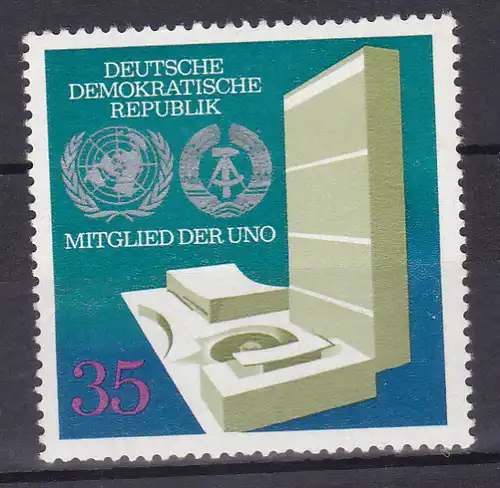 DEUTSCHE
DEMOKRATISCHE
REPUBLIK
MITGLIED DER UNO
35